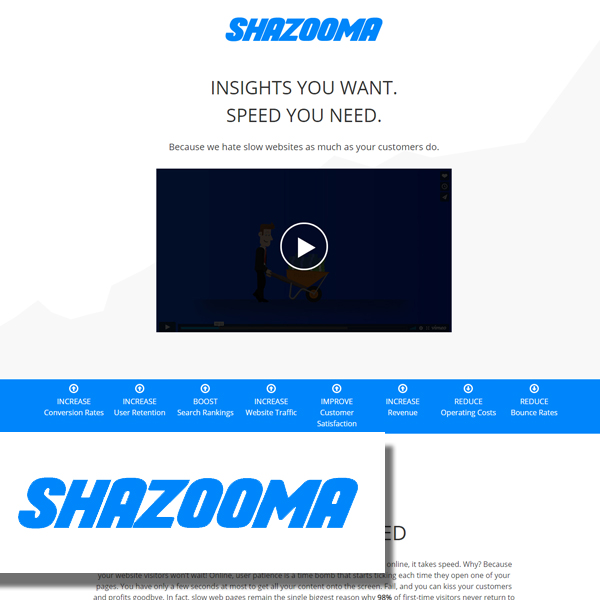 SHAZOOMA
INSIGHTS YOU WANT.
SPEED YOU NEED.
Because we hate slow websites as much as your customers do.
INCREASE
Conversion Rates
INCREASE
User Retention
BOOST
Search Rankings
INCREASE
Website Traffic
IMPROVE
Customer
Satisfaction
INCREASE
Revenue
REDUCE
Operating Costs
REDUCE
Bounce Rates
SHAZOOMA
ED
online, it takes speed. Why? Because
your website visitors won't wait! Online, user patience is a time bomb that starts ticking each time they open one of your
pages. You have only a few seconds at most to get all your content onto the screen. Fail, and you can kiss your customers
and profits goodbye. In fact, slow web pages remain the single biggest reason why 98% of first-time visitors never return to